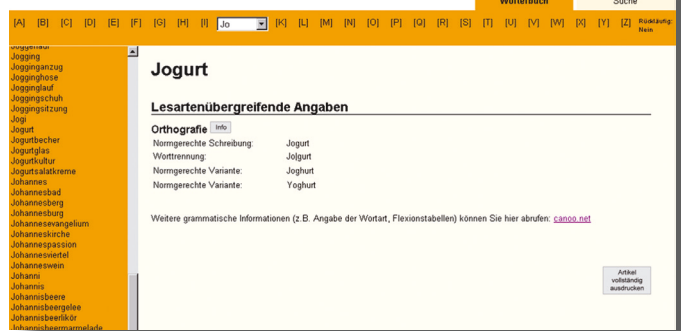 Wörterbuch Suche
[A] [B] [C] [D] [E] [F] [G] [H] [I] Jo [K] [L] [M] [N] [O] [P] [Q] [R] [S] [T] [U] [V] [W] [X] [Y] [Z] Rückläufig:
Nein
Joggenauf
Jogging
Jogginganzug
Jogginghose
Jogginglauf
Joggingschuh
Joggingsitzung
Jogi
Jogurt
Jogurtbecher
Jogurtglas
Jogurtkultur
Jogurtsalatkreme
Johannes
Johannesbad
Johannesberg
Johannesburg
Johannesevangelium
Johanneskirche
Johannespassion
Johannesviertel
Johanneswein
Johanni
Johannis
Johannisbeere
Johannisbeergelee
Johannisbeerlikör
Johannisbeermarmelade
Jogurt
Lesartenübergreifende Angaben
Orthografie Info
Normgerechte Schreibung: Jogurt
Worttrennung: Jo|gurt
Normgerechte Variante: Joghurt
Normgerechte Variante: Yoghurt
Weitere grammatische Informationen (z.B. Angabe der Wortart, Flexionstabellen) können Sie hier abrufen: canoo.net
Artikel
vollständig
ausdrucken